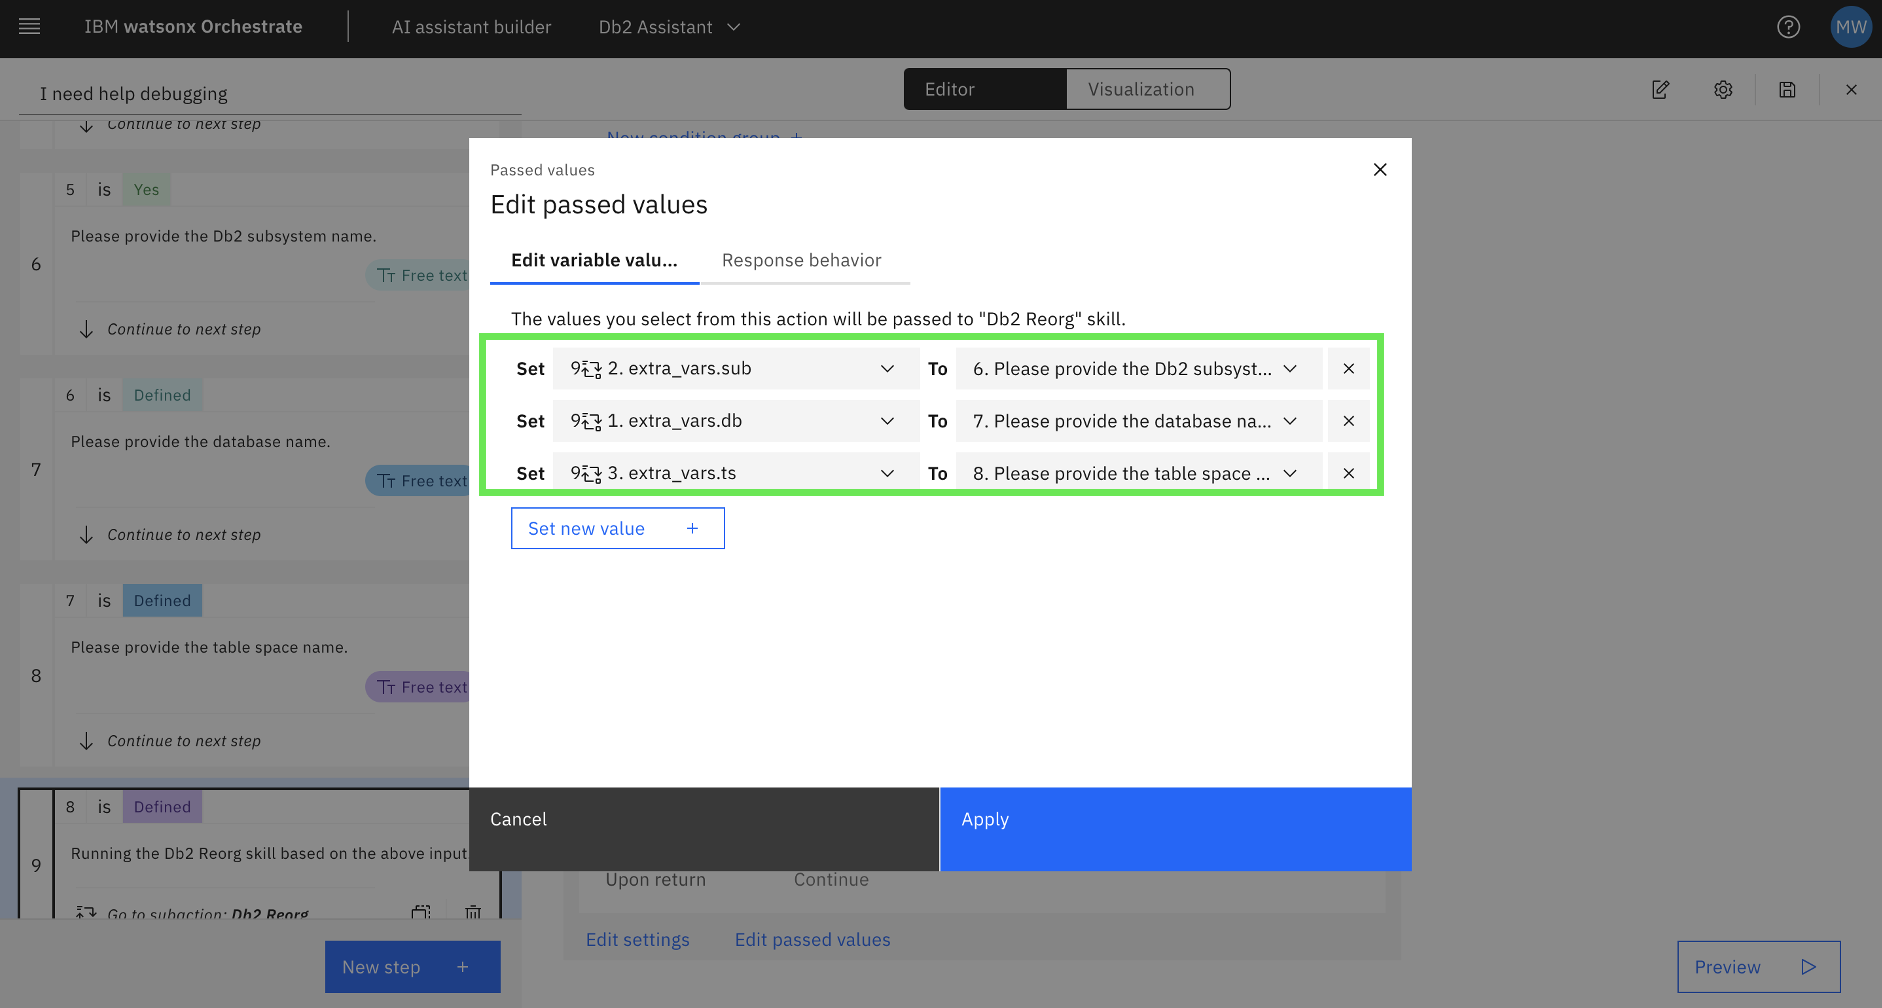 IBM watsonx Orchestrate
AI assistant builder
Db2 Assistant
MW
I need help debugging
Editor
Visualization
Continue to next step
New condition group +
5 is Yes
Please provide the Db2 subsystem name.
6
Free text
Continue to next step
6 is Defined
Please provide the database name.
7
Free text
Continue to next step
7 is Defined
Please provide the table space name.
8
Free text
Continue to next step
8 is Defined
Running the Db2 Reorg skill based on the above input
9
Go to subaction: Db2 Reorg
New step +
Passed values
Edit passed values
Edit variable valu...
Response behavior
The values you select from this action will be passed to "Db2 Reorg" skill.
Set 9 2. extra_vars.sub To 6. Please provide the Db2 subsyst...
Set 9 1. extra_vars.db To 7. Please provide the database na...
Set 9 3. extra_vars.ts To 8. Please provide the table space ...
Set new value +
Cancel
Apply
Upon return
Continue
Edit settings
Edit passed values
Preview